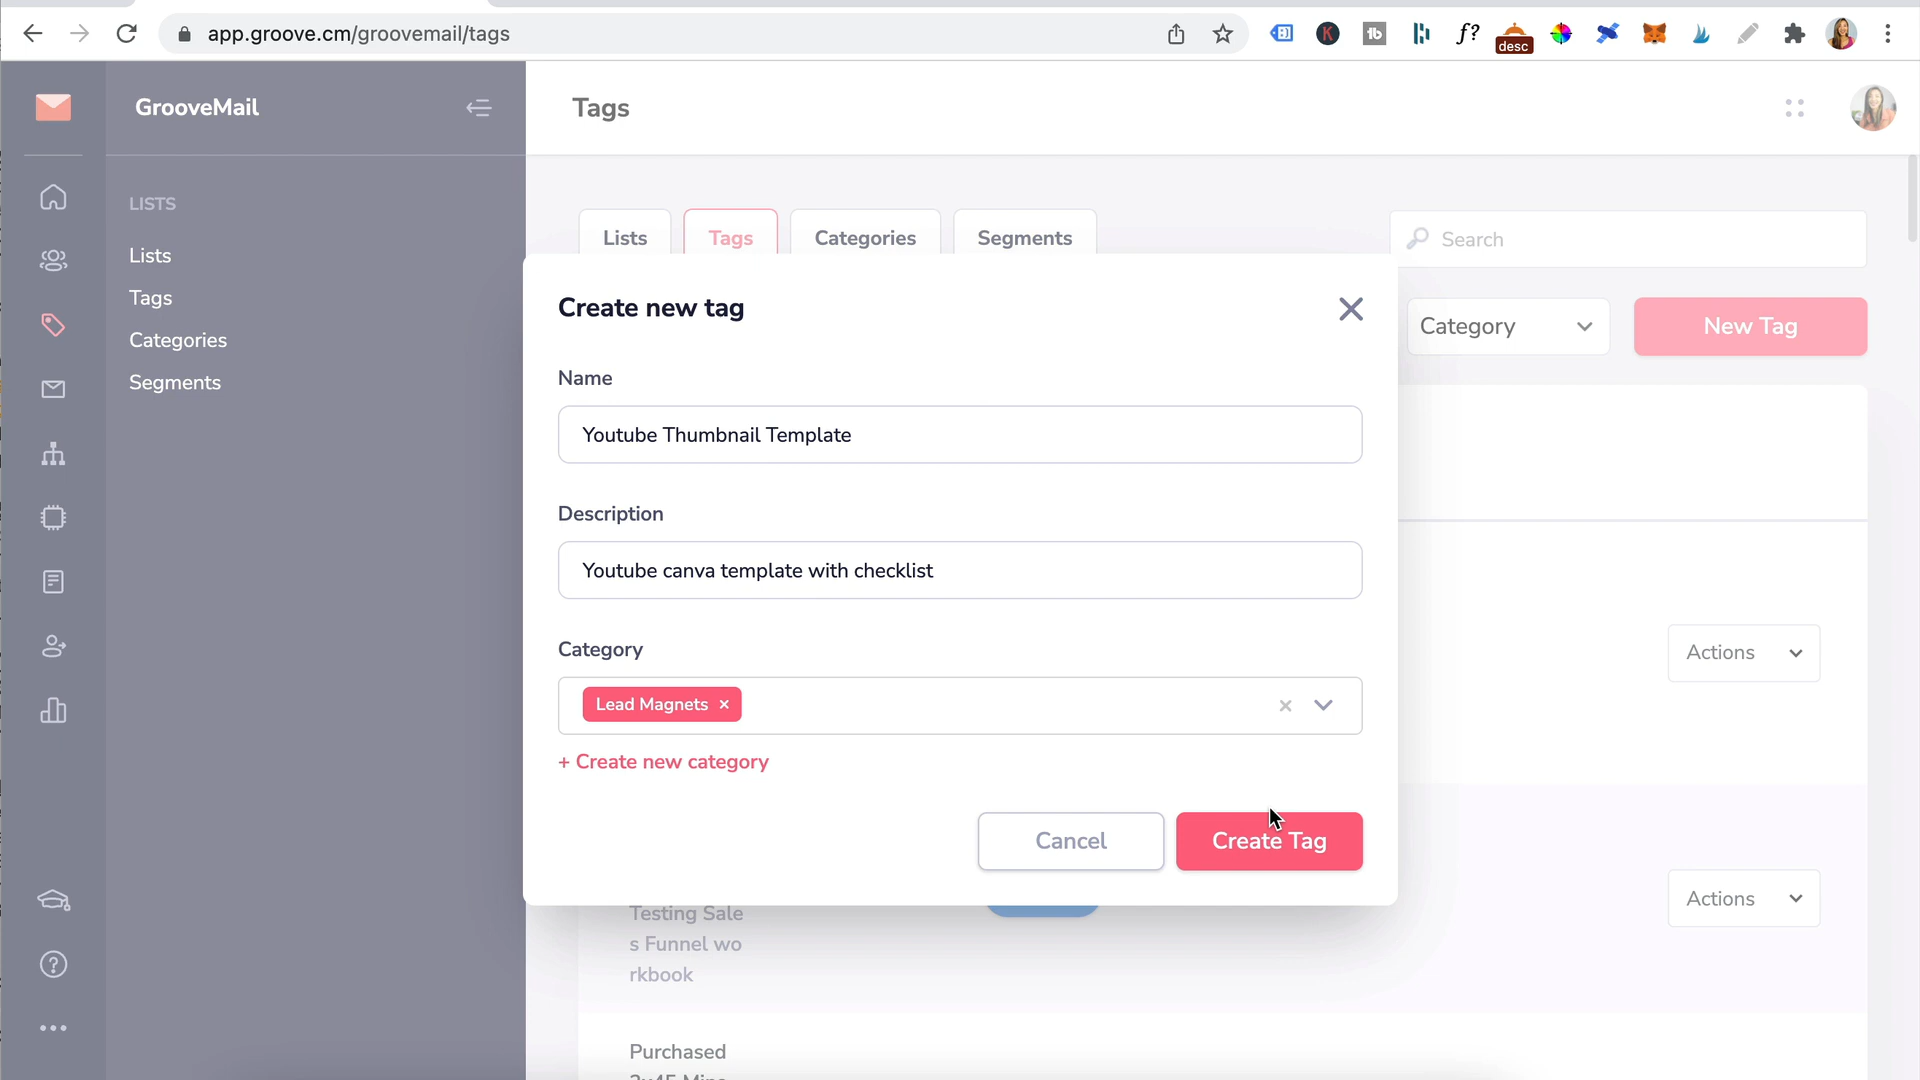 app.groove.cm/groovemail/tags
desc
GrooveMail
Tags
LISTS
Lists
Tags
Categories
Segments
Lists
Tags
Categories
Segments
Search
Category
New Tag
Create new tag
Name
Youtube Thumbnail Template
Description
Youtube canva template with checklist
Category
Lead Magnets ×
+ Create new category
Cancel
Create Tag
Actions
Actions
Testing Sale
s Funnel wo
rkbook
Purchased